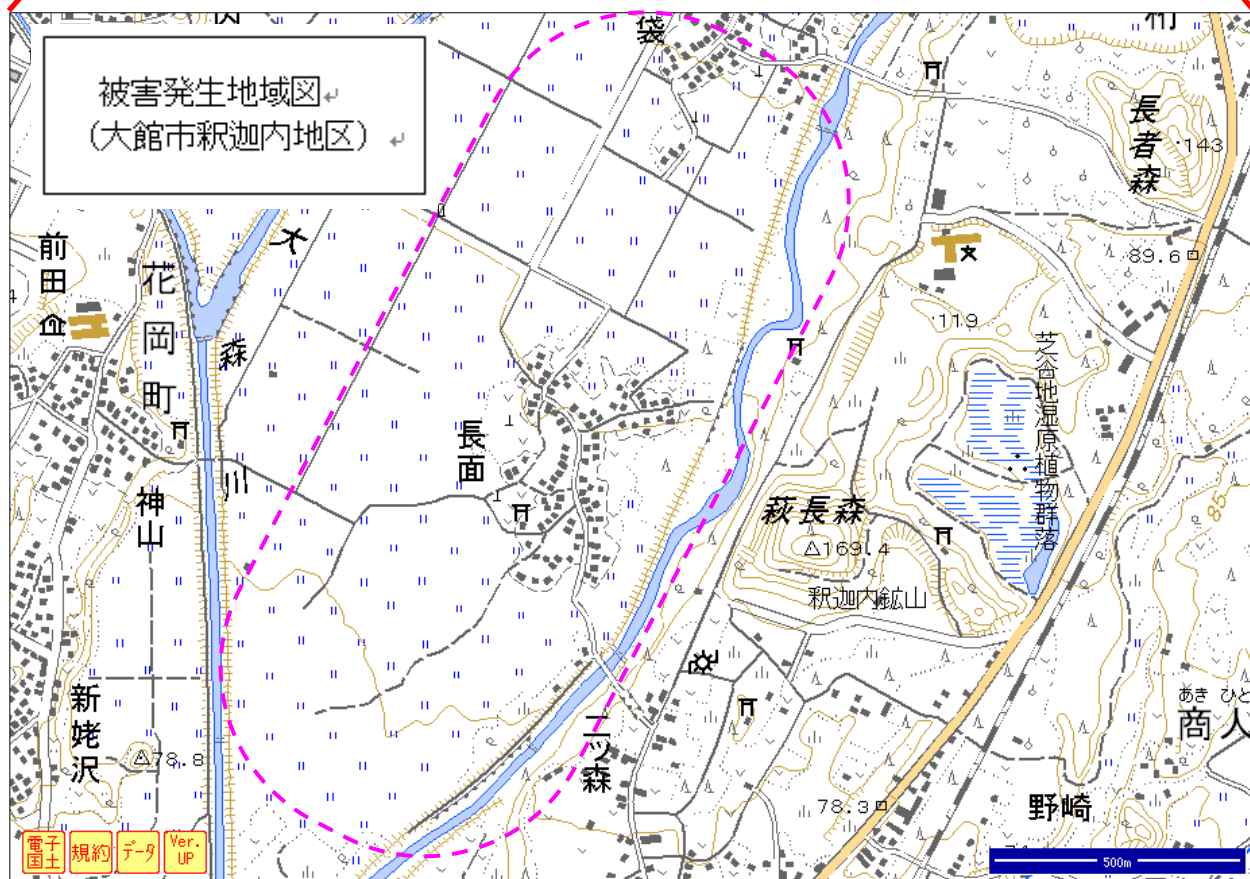 被害発生地域図
（大館市釈迦内地区）
袋
長者森
143
89.6
前田
花岡町
大森川
119
芝谷地湿原植物群落
長面
神山
萩長森
169.4
釈迦内鉱山
85
新姥沢
78.8
二ツ森
あき ひと
商人
78.3
野崎
電子国土
規約
データ
Ver.UP
500m